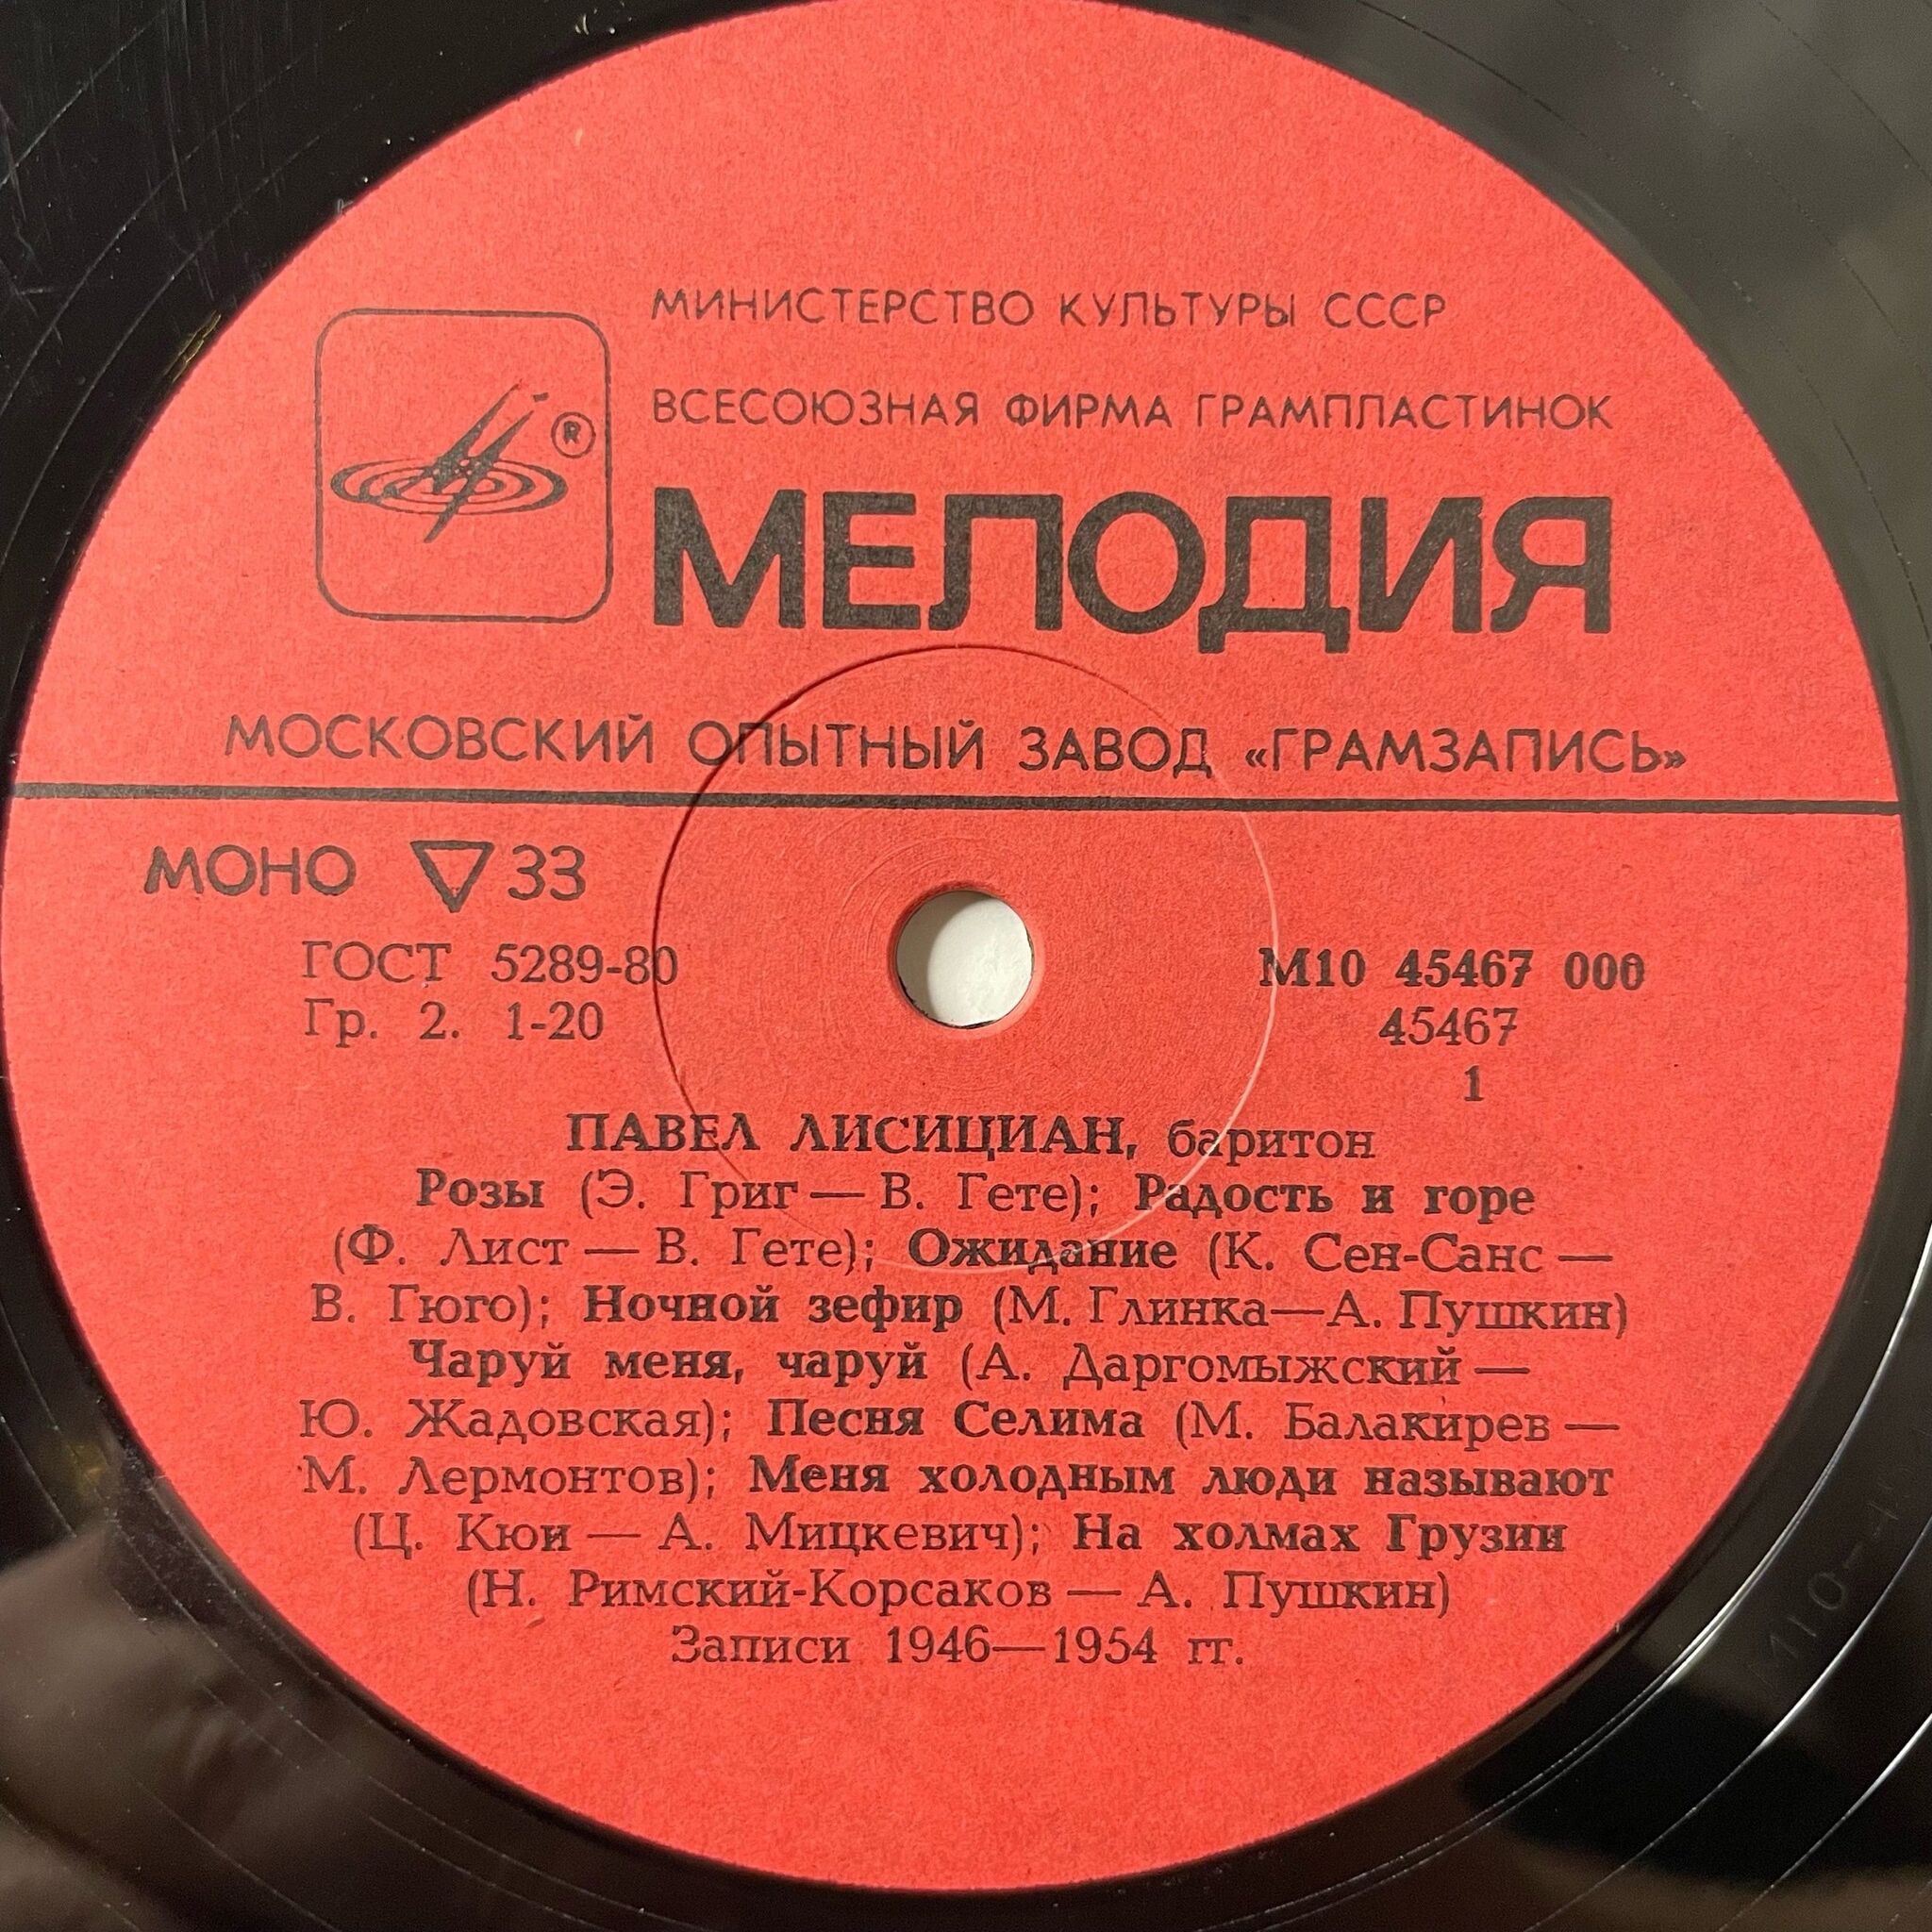 МИНИСТЕРСТВО КУЛЬТУРЫ СССР
ВСЕСОЮЗНАЯ ФИРМА ГРАМПЛАСТИНОК
®
МЕЛОДИЯ
МОСКОВСКИЙ ОПЫТНЫЙ ЗАВОД «ГРАМЗАПИСЬ»
МОНО ▽ 33
ГОСТ 5289-80
Гр. 2. 1-20
М10 45467 000
45467
1
ПАВЕЛ ЛИСИЦИАН, баритон
Розы (Э. Григ — В. Гете); Радость и горе
(Ф. Лист — В. Гете); Ожидание (К. Сен-Санс —
В. Гюго); Ночной зефир (М. Глинка—А. Пушкин)
Чаруй меня, чаруй (А. Даргомыжский —
Ю. Жадовская); Песня Селима (М. Балакирев —
М. Лермонтов); Меня холодным люди называют
(Ц. Кюи — А. Мицкевич); На холмах Грузии
(Н. Римский-Корсаков — А. Пушкин)
Записи 1946—1954 гг.